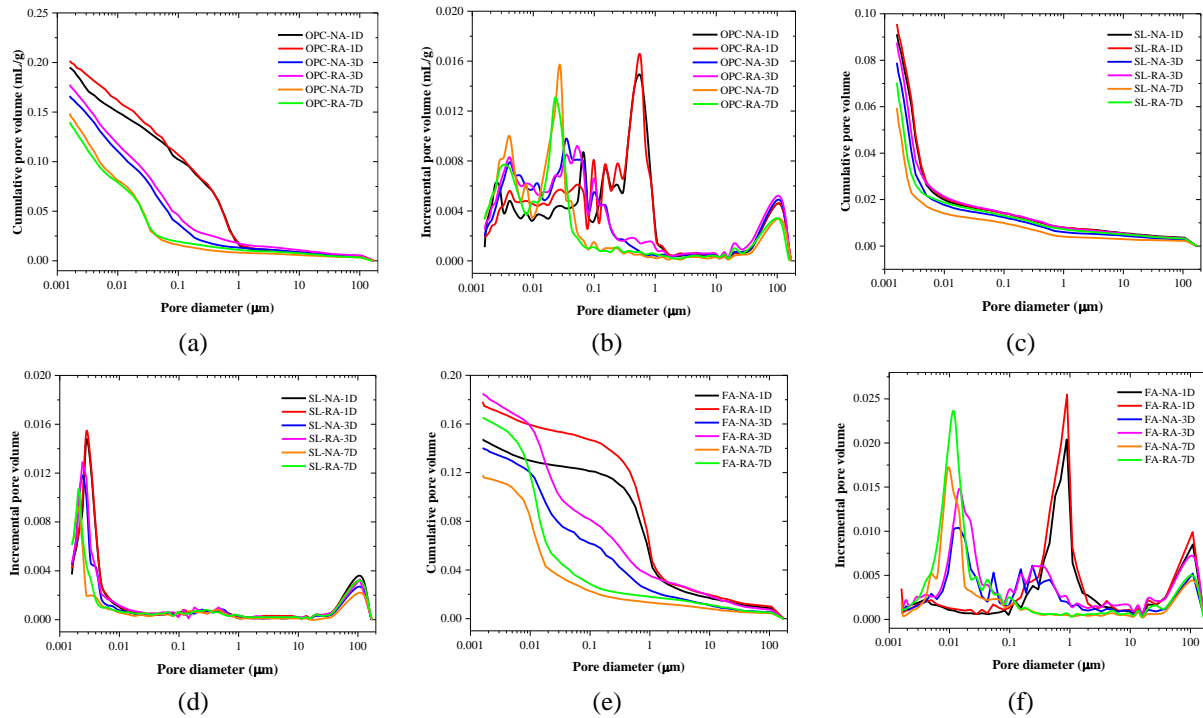 0.25
0.20
0.15
0.10
0.05
0.00
Cumulative pore volume (mL/g)
OPC-NA-1D
OPC-RA-1D
OPC-NA-3D
OPC-RA-3D
OPC-NA-7D
OPC-RA-7D
0.001 0.01 0.1 1 10 100
Pore diameter (μm)
(a)
0.020
0.016
0.012
0.008
0.004
0.000
Incremental pore volume (mL/g)
OPC-NA-1D
OPC-RA-1D
OPC-NA-3D
OPC-RA-3D
OPC-NA-7D
OPC-RA-7D
0.001 0.01 0.1 1 10 100
Pore diameter (μm)
(b)
0.10
0.08
0.06
0.04
0.02
0.00
Cumulative pore volume
SL-NA-1D
SL-RA-1D
SL-NA-3D
SL-RA-3D
SL-NA-7D
SL-RA-7D
0.001 0.01 0.1 1 10 100
Pore diameter (μm)
(c)
0.020
0.016
0.012
0.008
0.004
0.000
Incremental pore volume
SL-NA-1D
SL-RA-1D
SL-NA-3D
SL-RA-3D
SL-NA-7D
SL-RA-7D
0.001 0.01 0.1 1 10 100
Pore diameter (μm)
(d)
0.20
0.16
0.12
0.08
0.04
0.00
Cumulative pore volume
FA-NA-1D
FA-RA-1D
FA-NA-3D
FA-RA-3D
FA-NA-7D
FA-RA-7D
0.001 0.01 0.1 1 10 100
Pore diameter (μm)
(e)
0.025
0.020
0.015
0.010
0.005
0.000
Incremental pore volume
FA-NA-1D
FA-RA-1D
FA-NA-3D
FA-RA-3D
FA-NA-7D
FA-RA-7D
0.001 0.01 0.1 1 10 100
Pore diameter (μm)
(f)